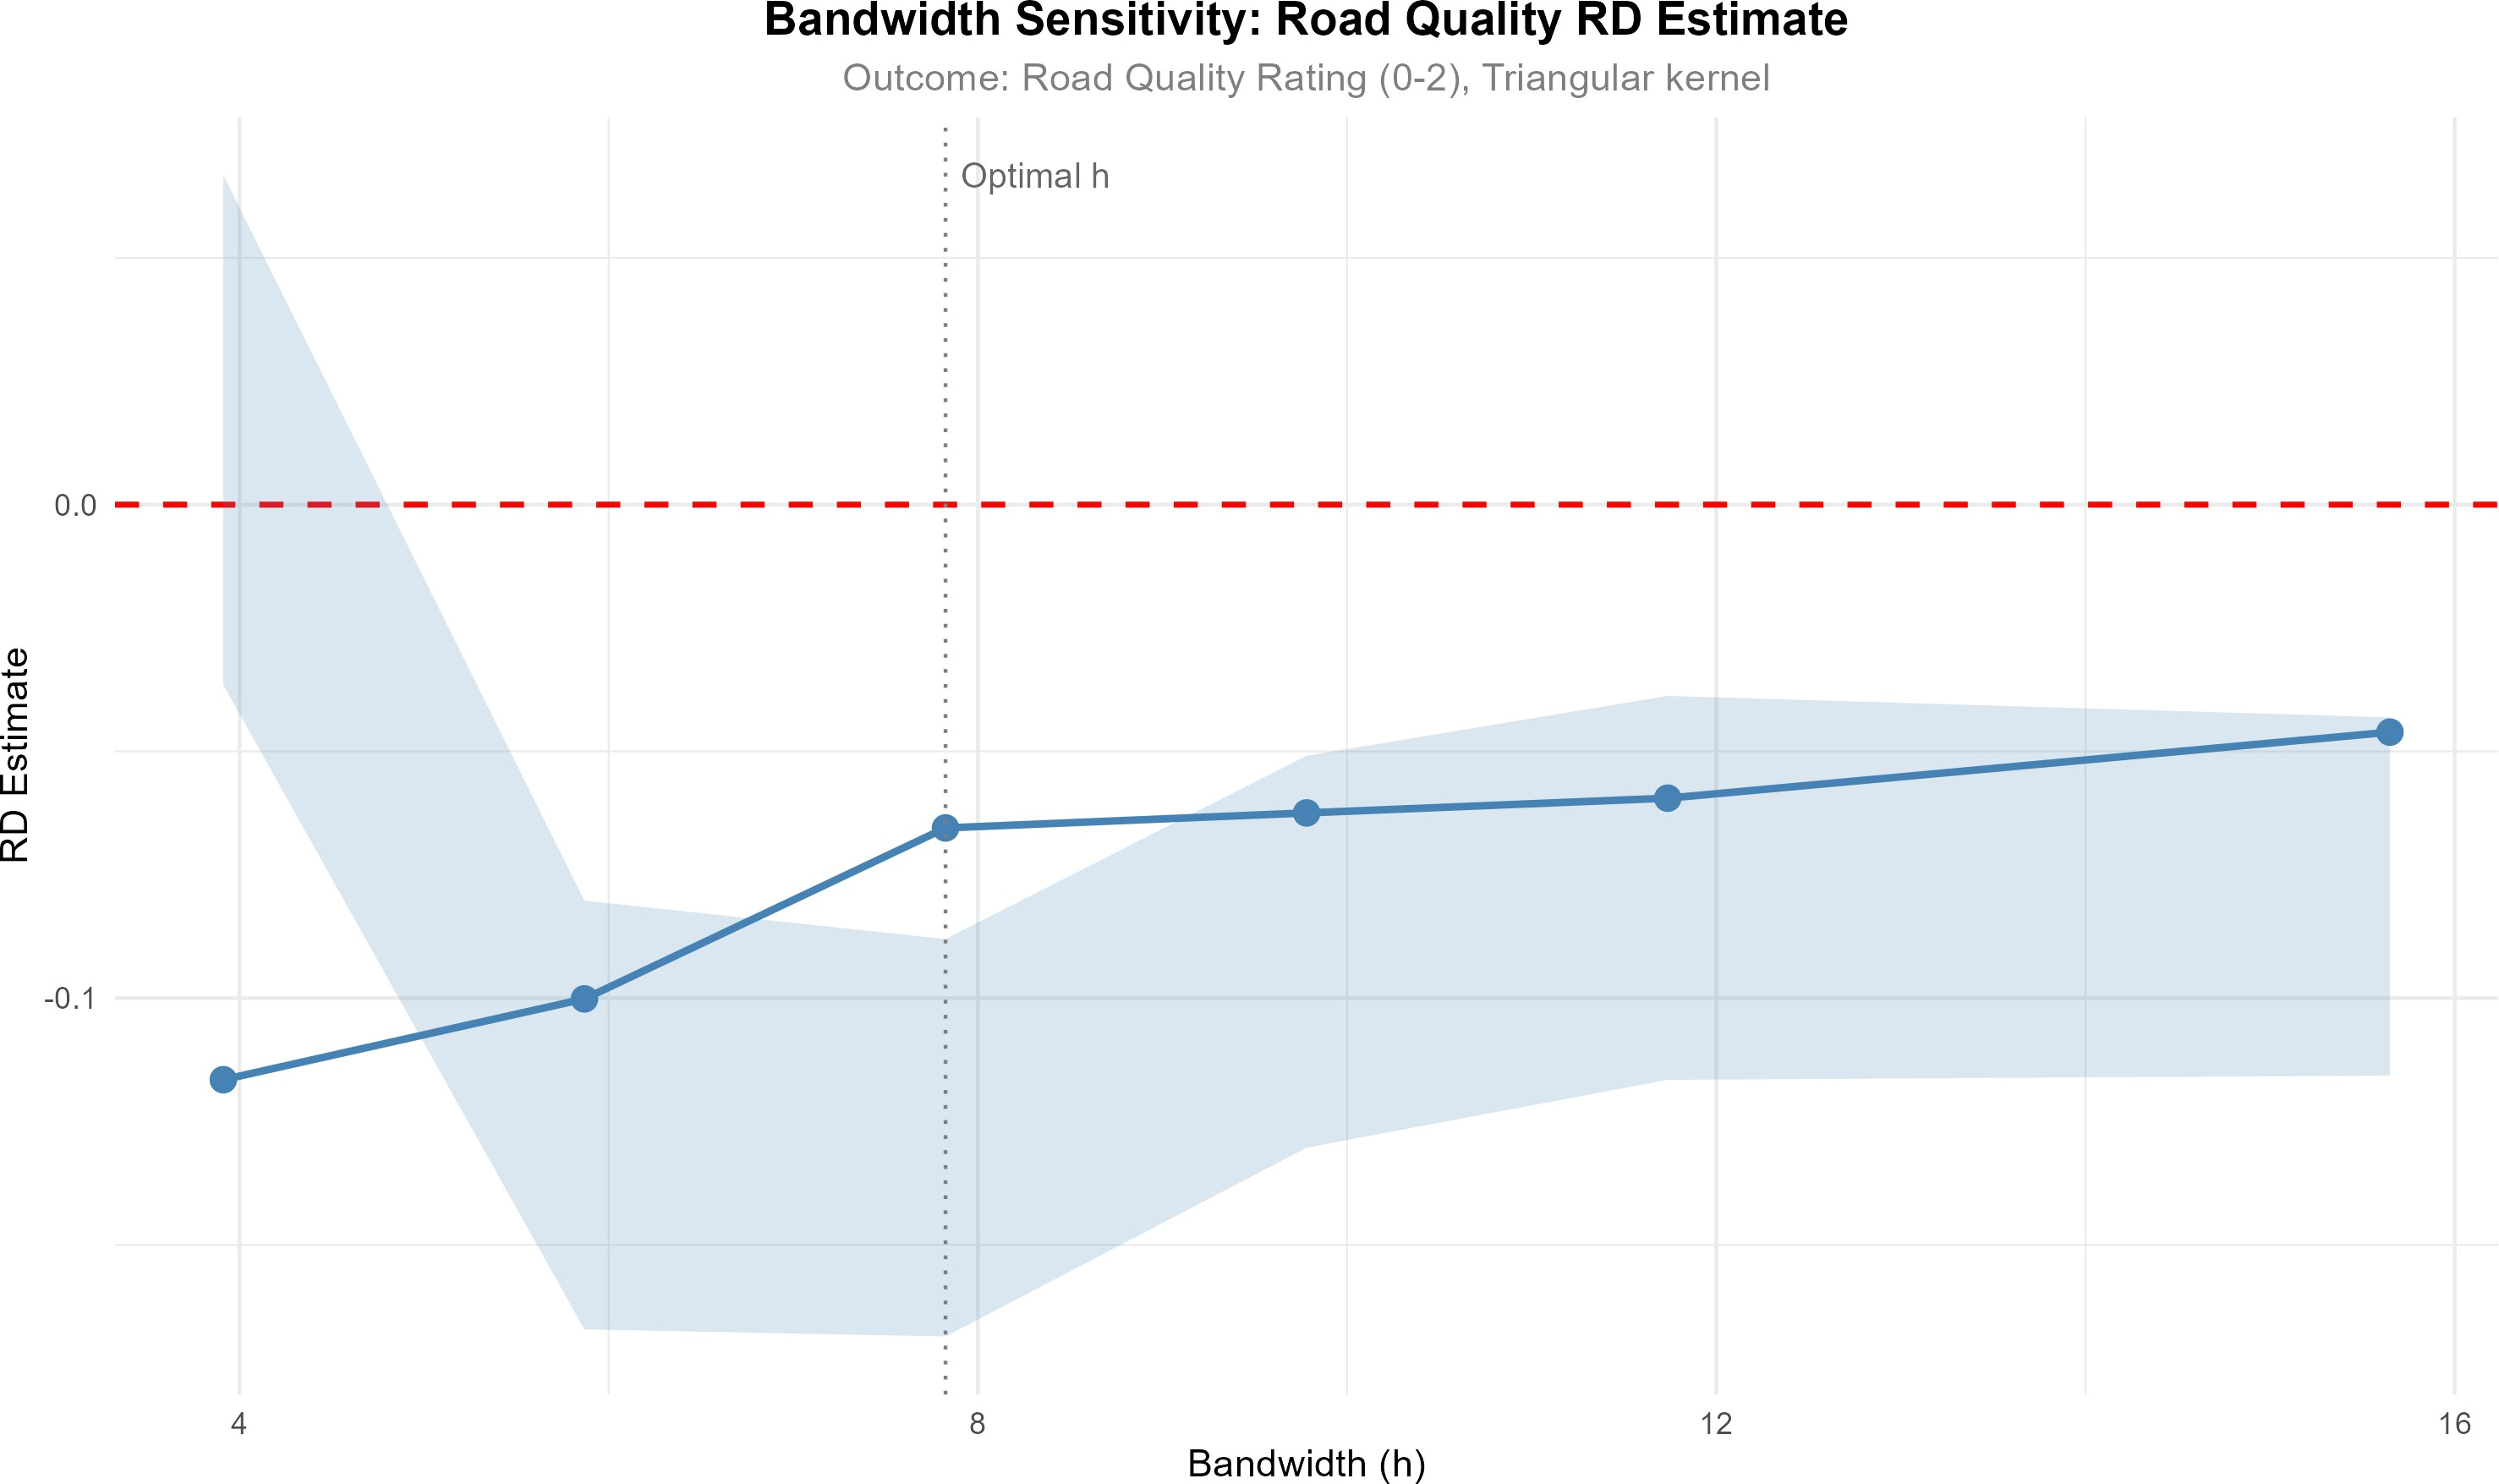 Bandwidth Sensitivity: Road Quality RD Estimate
Outcome: Road Quality Rating (0-2), Triangular kernel
Optimal h
0.0
-0.1
RD Estimate
4 8 12 16
Bandwidth (h)